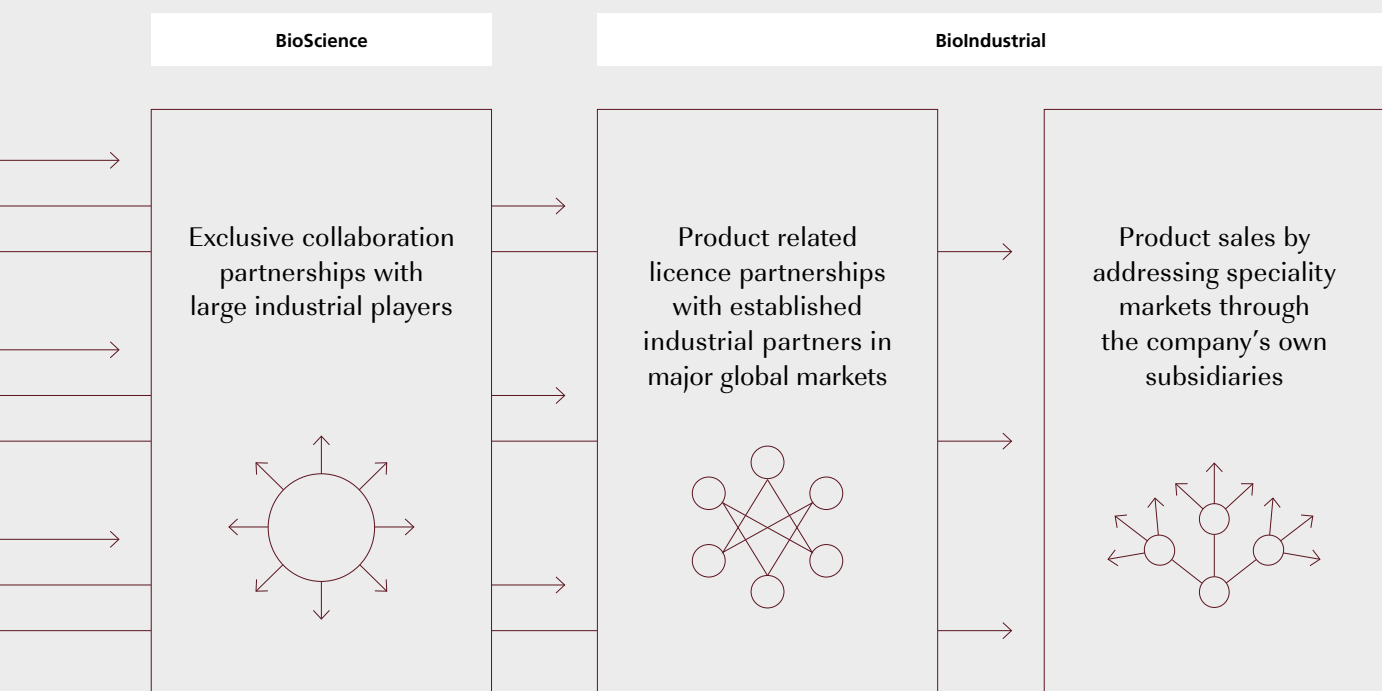 BioScience
BioIndustrial
Exclusive collaboration
partnerships with
large industrial players
Product related
licence partnerships
with established
industrial partners in
major global markets
Product sales by
addressing speciality
markets through
the company’s own
subsidiaries